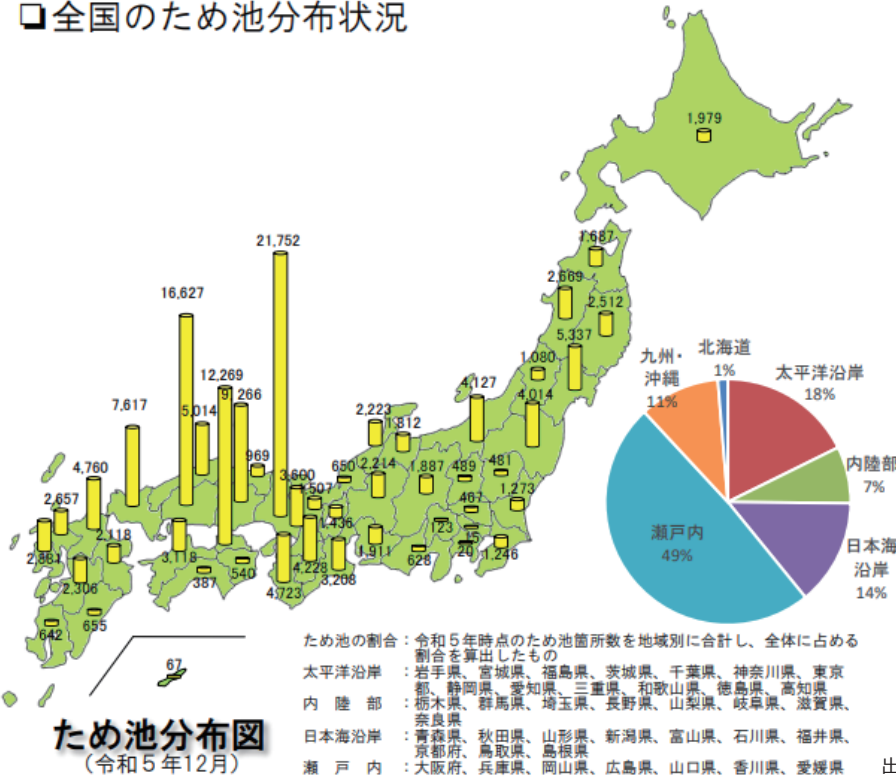 ❑全国のため池分布状況
1,979
1,687
2,669
2,512
21,752
16,627
5,337
1,080
北海道
1%
九州・
沖縄
11%
太平洋沿岸
18%
12,269
9,266
4,127
4,014
7,617
5,014
2,223
1,812
969
650
2,214
1,887
489
481
内陸部
7%
4,760
3,600
1,507
1,436
467
1,273
2,657
123
15
瀬戸内
49%
2,118
2,881
3,118
4,228
1,911
628
20
1,246
日本海
沿岸
14%
2,306
387
540
4,723
3,208
642
655
67
ため池の割合：令和５年時点のため池箇所数を地域別に合計し、全体に占める
割合を算出したもの
太平洋沿岸　：岩手県、宮城県、福島県、茨城県、千葉県、神奈川県、東京
都、静岡県、愛知県、三重県、和歌山県、徳島県、高知県
内　陸　部　：栃木県、群馬県、埼玉県、長野県、山梨県、岐阜県、滋賀県、
奈良県
日本海沿岸　：青森県、秋田県、山形県、新潟県、富山県、石川県、福井県、
京都府、鳥取県、島根県
瀬　戸　内　：大阪府、兵庫県、岡山県、広島県、山口県、香川県、愛媛県
ため池分布図
（令和５年12月）